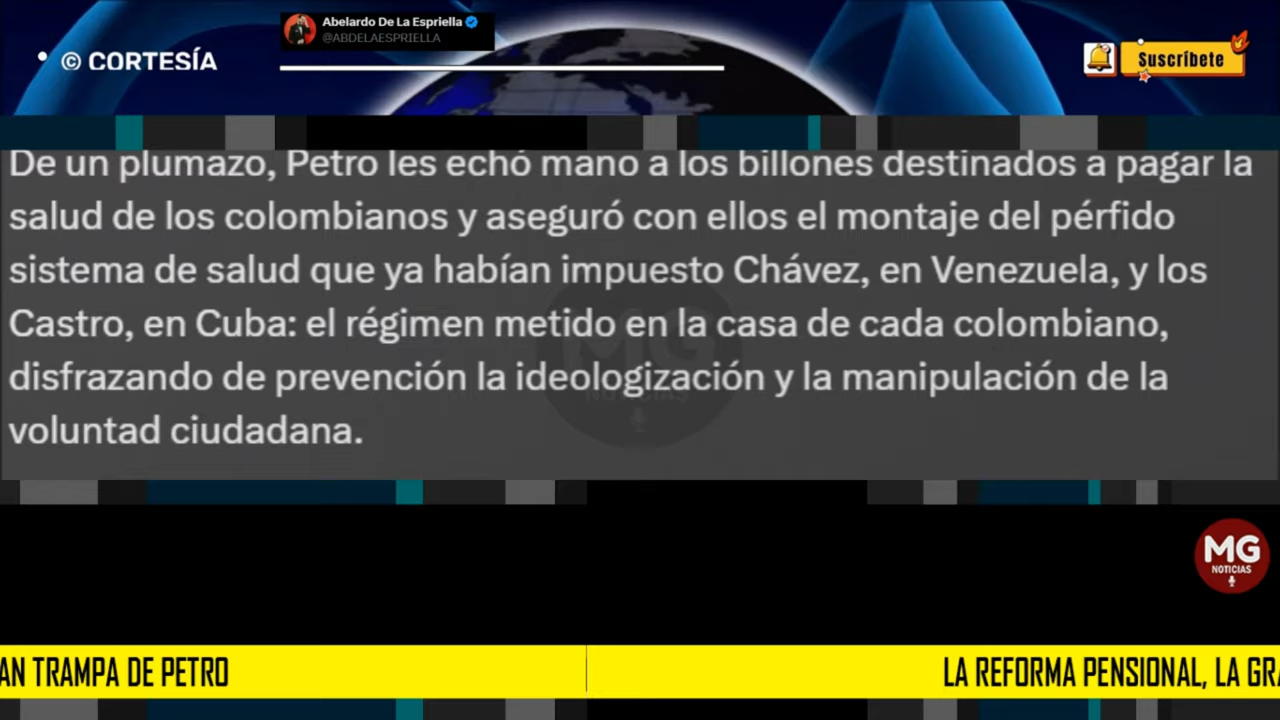 Abelardo De La Espriella
@ABDELAESPRIELLA
© CORTESÍA
Suscríbete
De un plumazo, Petro les echó mano a los billones destinados a pagar la
salud de los colombianos y aseguró con ellos el montaje del pérfido
sistema de salud que ya habían impuesto Chávez, en Venezuela, y los
Castro, en Cuba: el régimen metido en la casa de cada colombiano,
disfrazando de prevención la ideologización y la manipulación de la
voluntad ciudadana.
MG
NOTICIAS
MG
NOTICIAS
AN TRAMPA DE PETRO
LA REFORMA PENSIONAL, LA GRA